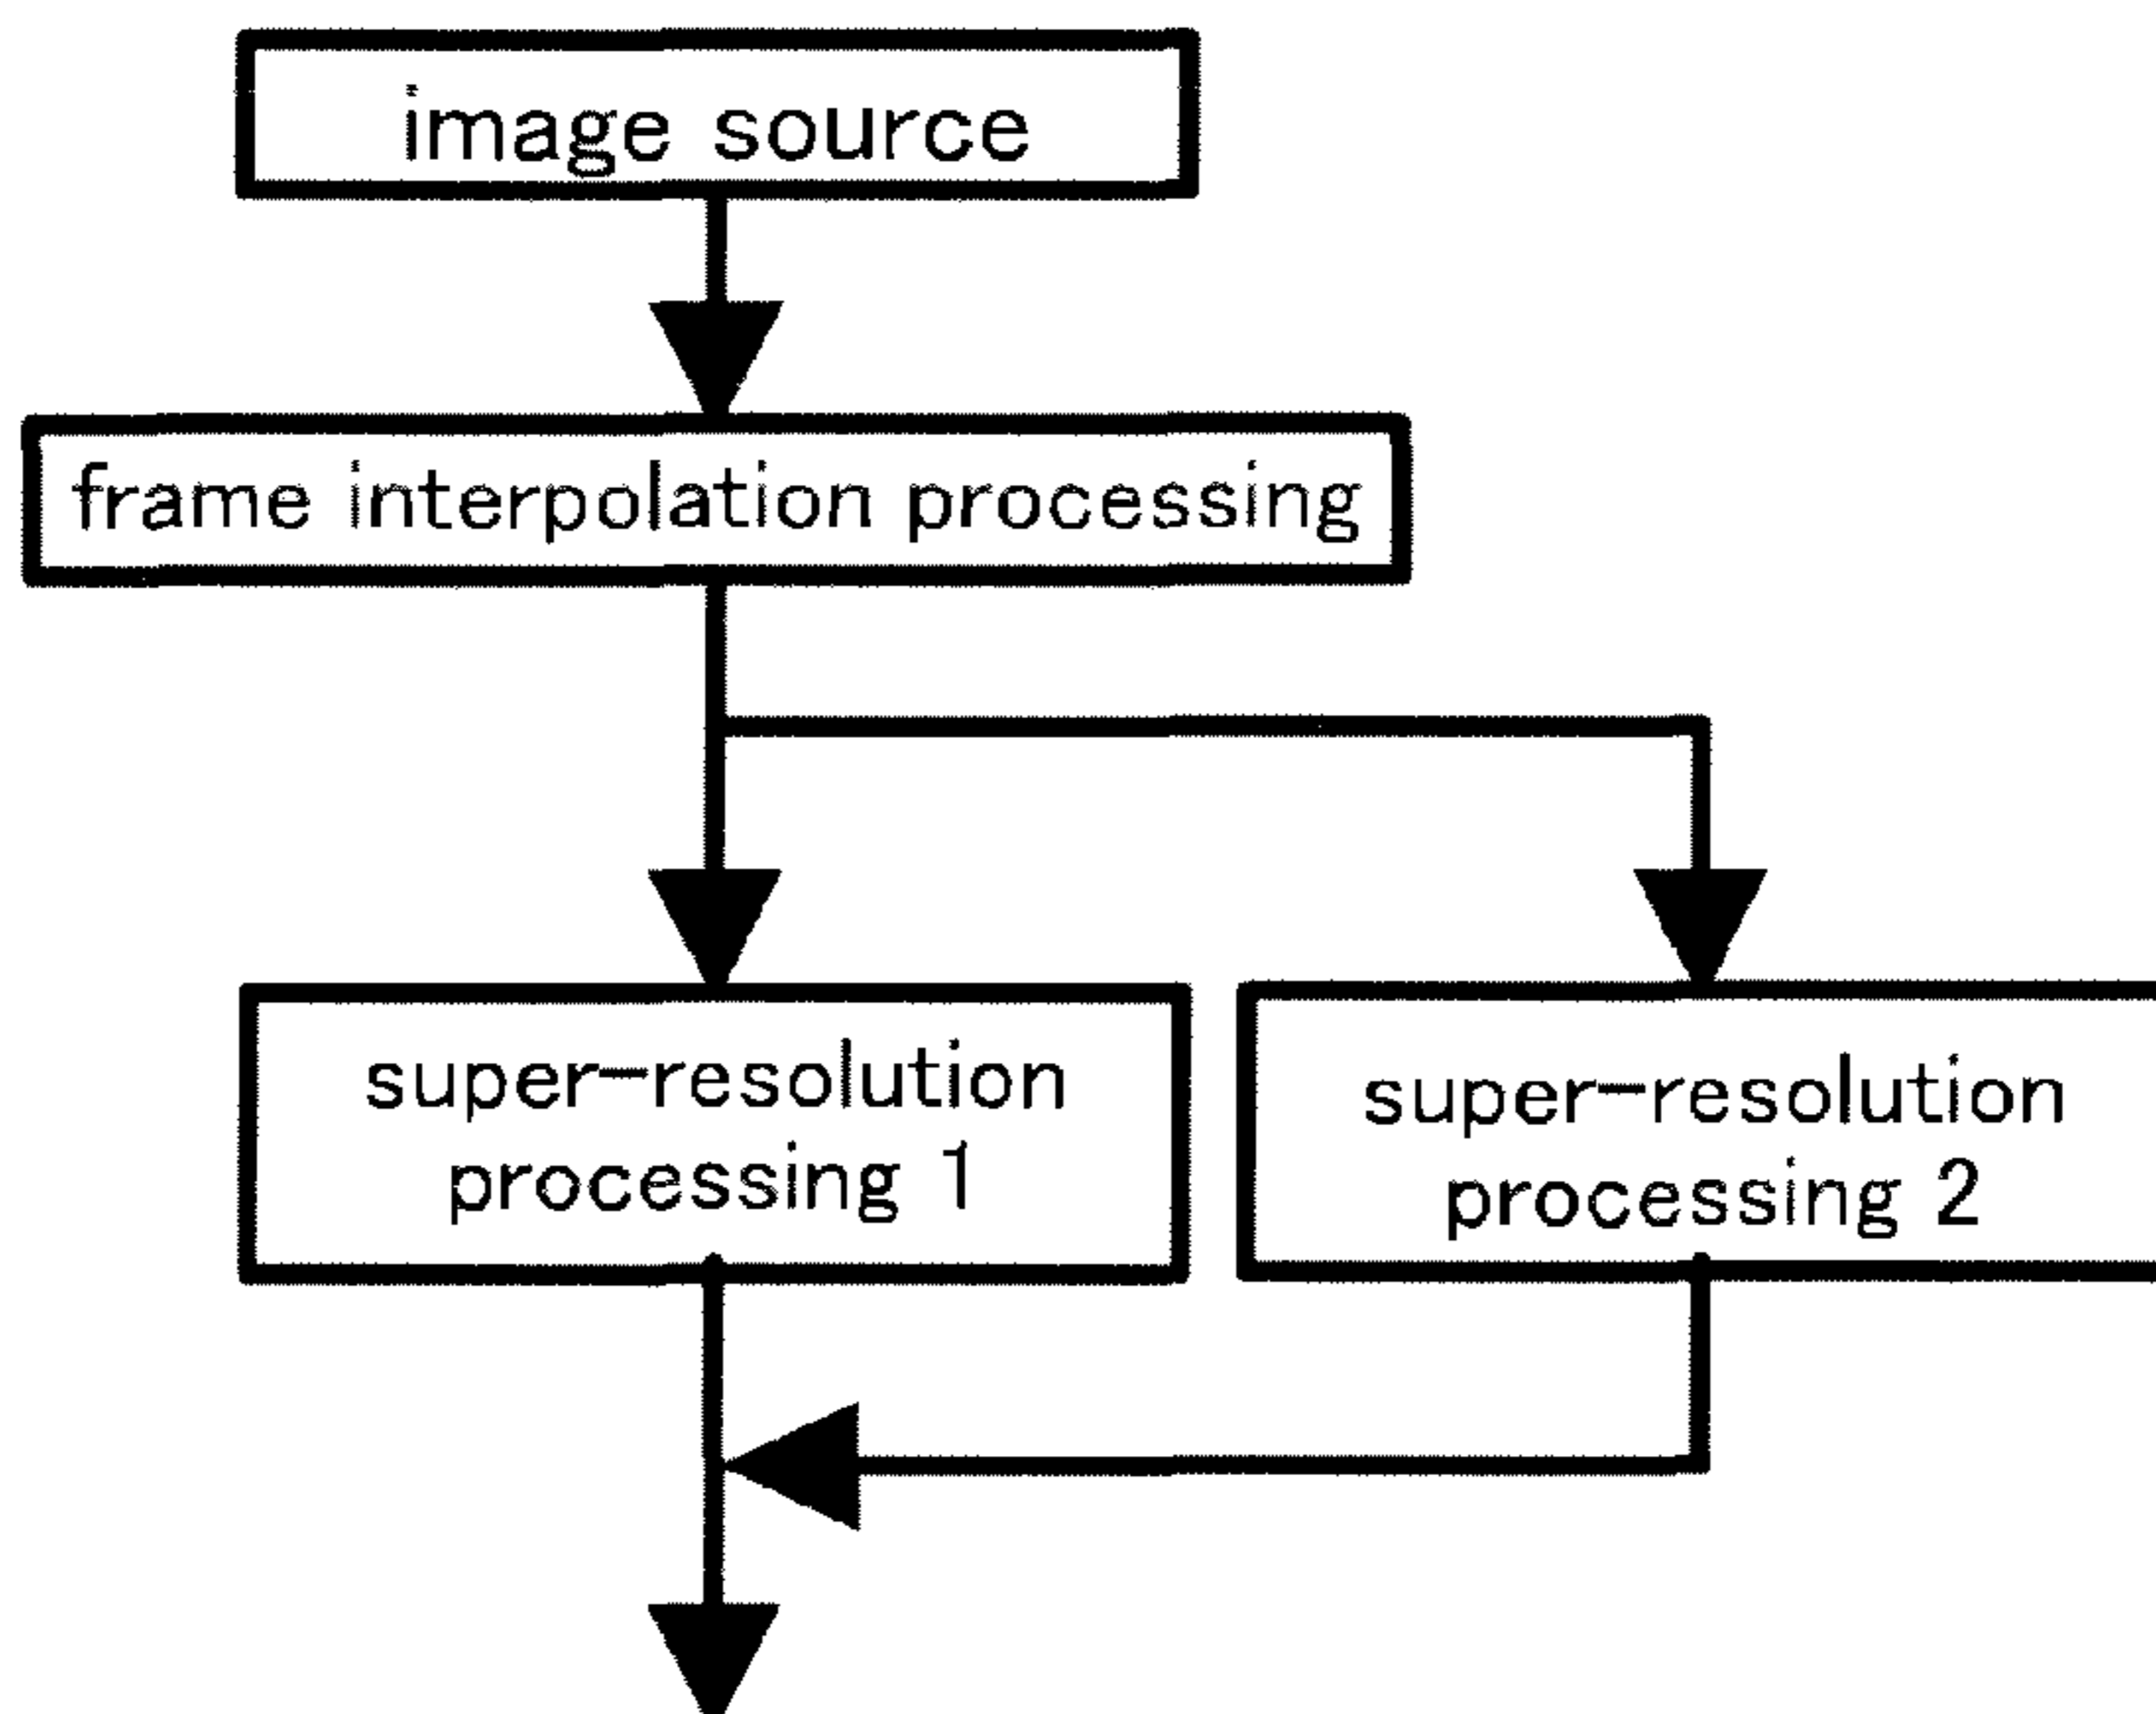 image source
frame interpolation processing
super-resolution
processing 1
super-resolution
processing 2